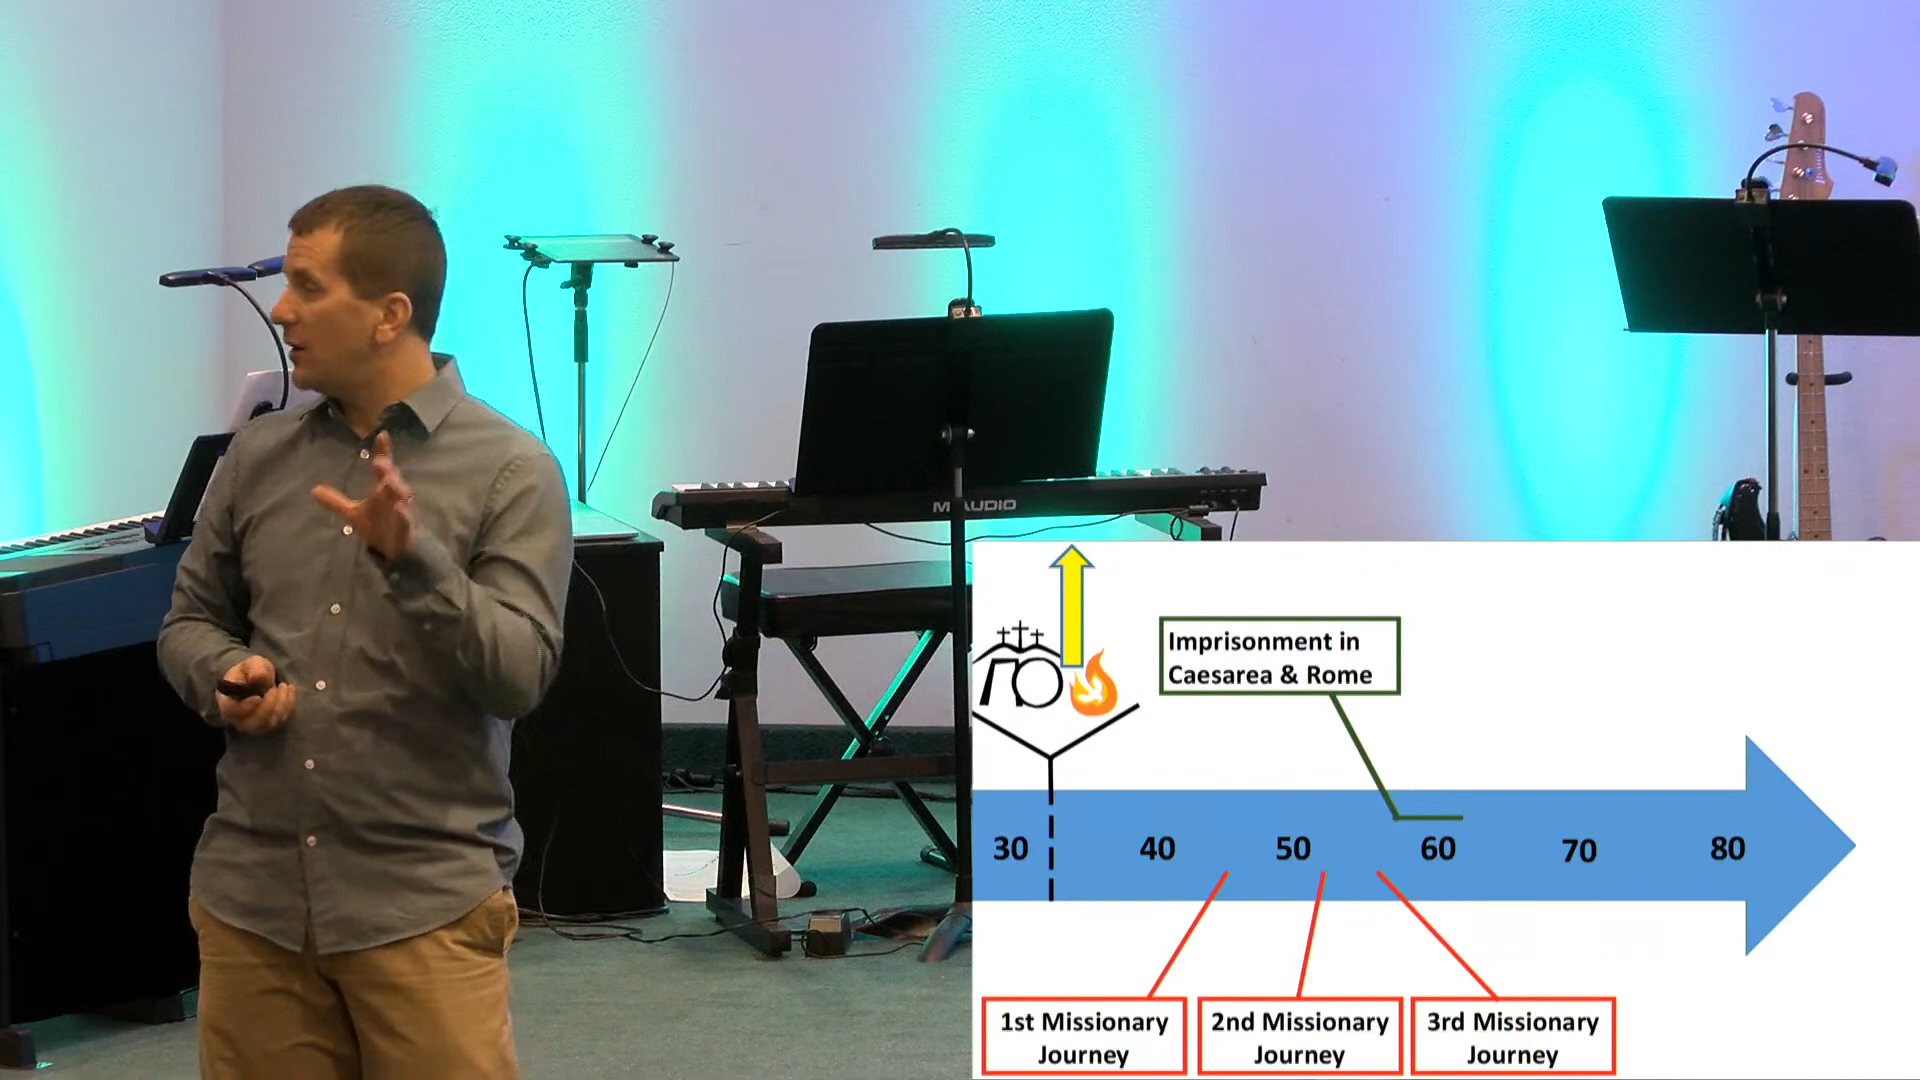 M-AUDIO
Imprisonment in
Caesarea & Rome
30 40 50 60 70 80
1st Missionary
Journey
2nd Missionary
Journey
3rd Missionary
Journey